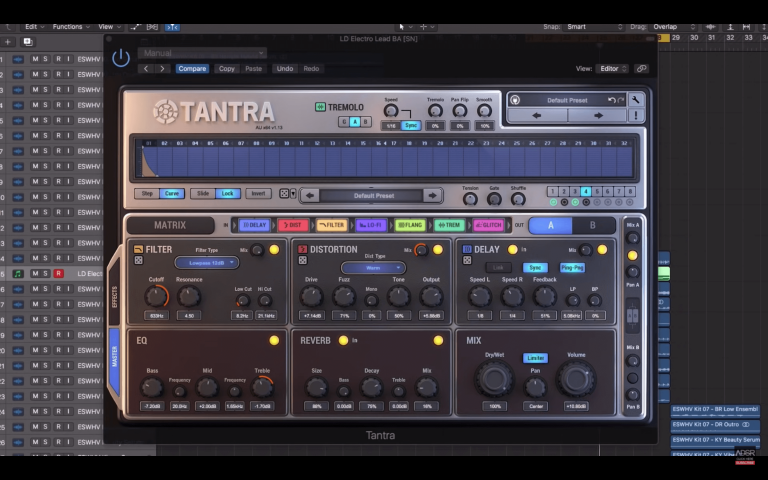 Edit Functions View Snap: Smart Drag: Overlap
LD Electro Lead BA [SN]
29 30 31 32 33 34
Manual
Compare Copy Paste Undo Redo View: Editor
TANTRA
AU x64 v1.13
TREMOLO
C A B
Speed Tremolo Pan Flip Smooth
1/16 Sync 0% 0% 10%
Default Preset
01 02 03 04 05 06 07 08 09 10 11 12 13 14 15 16 17 18 19 20 21 22 23 24 25 26 27 28 29 30 31 32
Step Curve Slide Lock Invert Default Preset Tension Gate Shuffle
1 2 3 4 5 6 7 8
MATRIX IN DELAY DIST FILTER LO-FI FLANG TREM GLITCH OUT A B
Mix A
FILTER Filter Type Mix
Lowpass 12dB
Cutoff Resonance Low Cut Hi Cut
833Hz 4.50 8.2Hz 21.1kHz
DISTORTION Mix
Dist Type
Drive Fuzz Mono Tone Output
+7.14dB 71% 0% 50% +5.88dB
DELAY In Mix
Link Sync Ping-Png
Speed L Speed R Feedback LP BP
1/8 1/4 51% 5.08kHz 0%
Pan A
EFFECTS
MASTER
EQ
Bass Frequency Mid Frequency Treble
-7.20dB 20.0Hz +2.00dB 1.65kHz -1.70dB
REVERB In
Size Bass Decay Treble Mix
86% 0.00dB 75% 0.00dB 18%
MIX
Dry/Wet Limiter Volume
Pan
100% Center +10.80dB
Mix B
Pan B
LD Elect
ESWHV Kit 07 - BR Low Ensembl
ESWHV Kit 07 - DR Outro
ESWHV Kit 07 - KY Beauty Serum
Tantra
ADSR
SUBSCRIBE